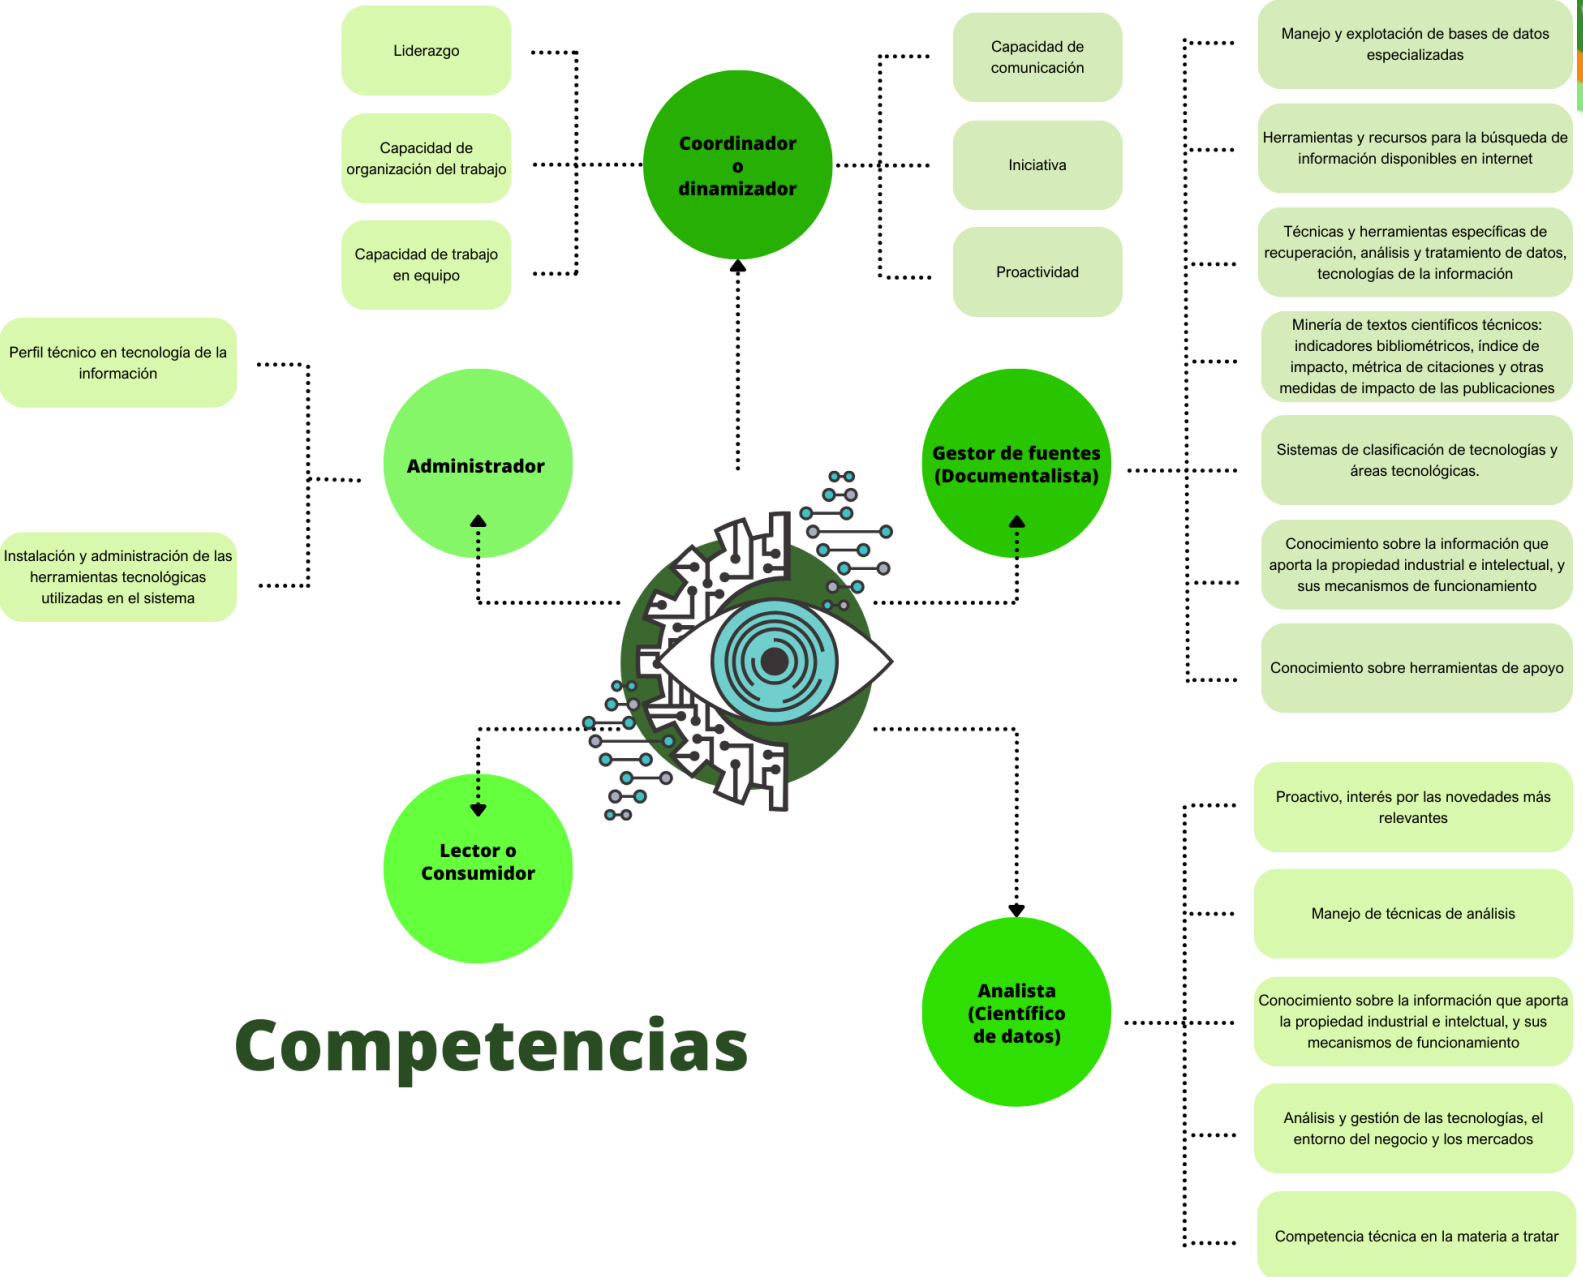 Liderazgo
Capacidad de
organización del trabajo
Capacidad de trabajo
en equipo
Coordinador
o
dinamizador
Capacidad de
comunicación
Iniciativa
Proactividad
Manejo y explotación de bases de datos
especializadas
Herramientas y recursos para la búsqueda de
información disponibles en internet
Técnicas y herramientas específicas de
recuperación, análisis y tratamiento de datos,
tecnologías de la información
Minería de textos científicos técnicos:
indicadores bibliométricos, índice de
impacto, métrica de citaciones y otras
medidas de impacto de las publicaciones
Sistemas de clasificación de tecnologías y
áreas tecnológicas.
Conocimiento sobre la información que
aporta la propiedad industrial e intelectual, y
sus mecanismos de funcionamiento
Conocimiento sobre herramientas de apoyo
Gestor de fuentes
(Documentalista)
Perfil técnico en tecnología de la
información
Instalación y administración de las
herramientas tecnológicas
utilizadas en el sistema
Administrador
Lector o
Consumidor
Analista
(Científico
de datos)
Proactivo, interés por las novedades más
relevantes
Manejo de técnicas de análisis
Conocimiento sobre la información que aporta
la propiedad industrial e intelctual, y sus
mecanismos de funcionamiento
Análisis y gestión de las tecnologías, el
entorno del negocio y los mercados
Competencia técnica en la materia a tratar
Competencias